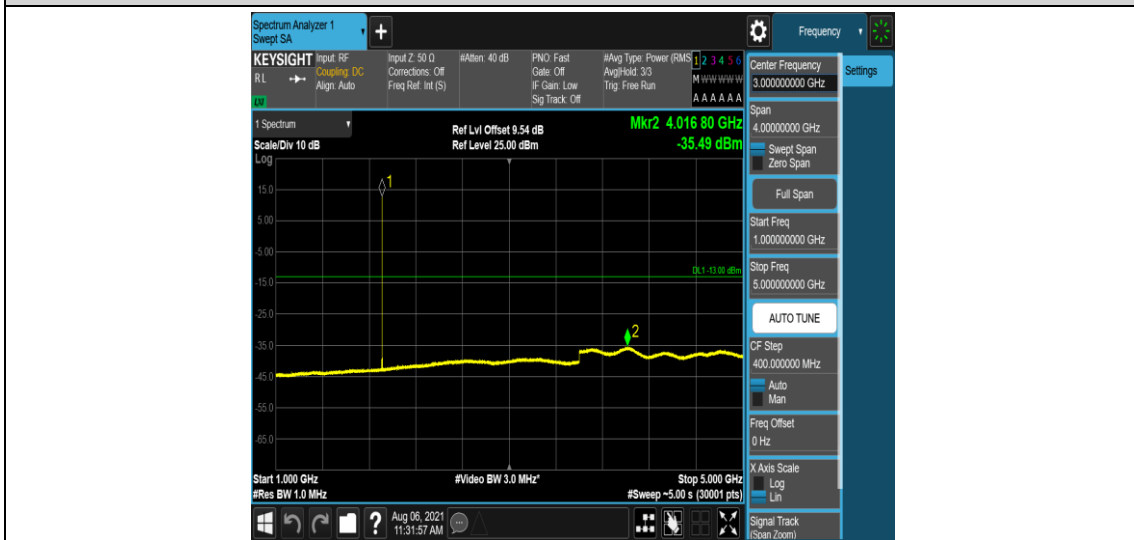 Spectrum Analyzer 1
Swept SA
Frequency
KEYSIGHT
RL
LXI
Input: RF
Coupling: DC
Align: Auto
Input Z: 50 Ω
Corrections: Off
Freq Ref: Int (S)
#Atten: 40 dB
PNO: Fast
Gate: Off
IF Gain: Low
Sig Track: Off
#Avg Type: Power (RMS
Avg|Hold: 3/3
Trig: Free Run
1 2 3 4 5 6
M W W W W W
A A A A A A
1 Spectrum
Scale/Div 10 dB
Ref Lvl Offset 9.54 dB
Ref Level 25.00 dBm
Mkr2 4.016 80 GHz
-35.49 dBm
Log
15.0
5.00
-5.00
-15.0
-25.0
-35.0
-45.0
-55.0
-65.0
1
DL1 -13.00 dBm
2
Start 1.000 GHz
#Res BW 1.0 MHz
#Video BW 3.0 MHz*
Stop 5.000 GHz
#Sweep ~5.00 s (30001 pts)
Aug 06, 2021
11:31:57 AM
?
Center Frequency
3.000000000 GHz
Settings
Span
4.00000000 GHz
Swept Span
Zero Span
Full Span
Start Freq
1.000000000 GHz
Stop Freq
5.000000000 GHz
AUTO TUNE
CF Step
400.000000 MHz
Auto
Man
Freq Offset
0 Hz
X Axis Scale
Log
Lin
Signal Track
(Span Zoom)